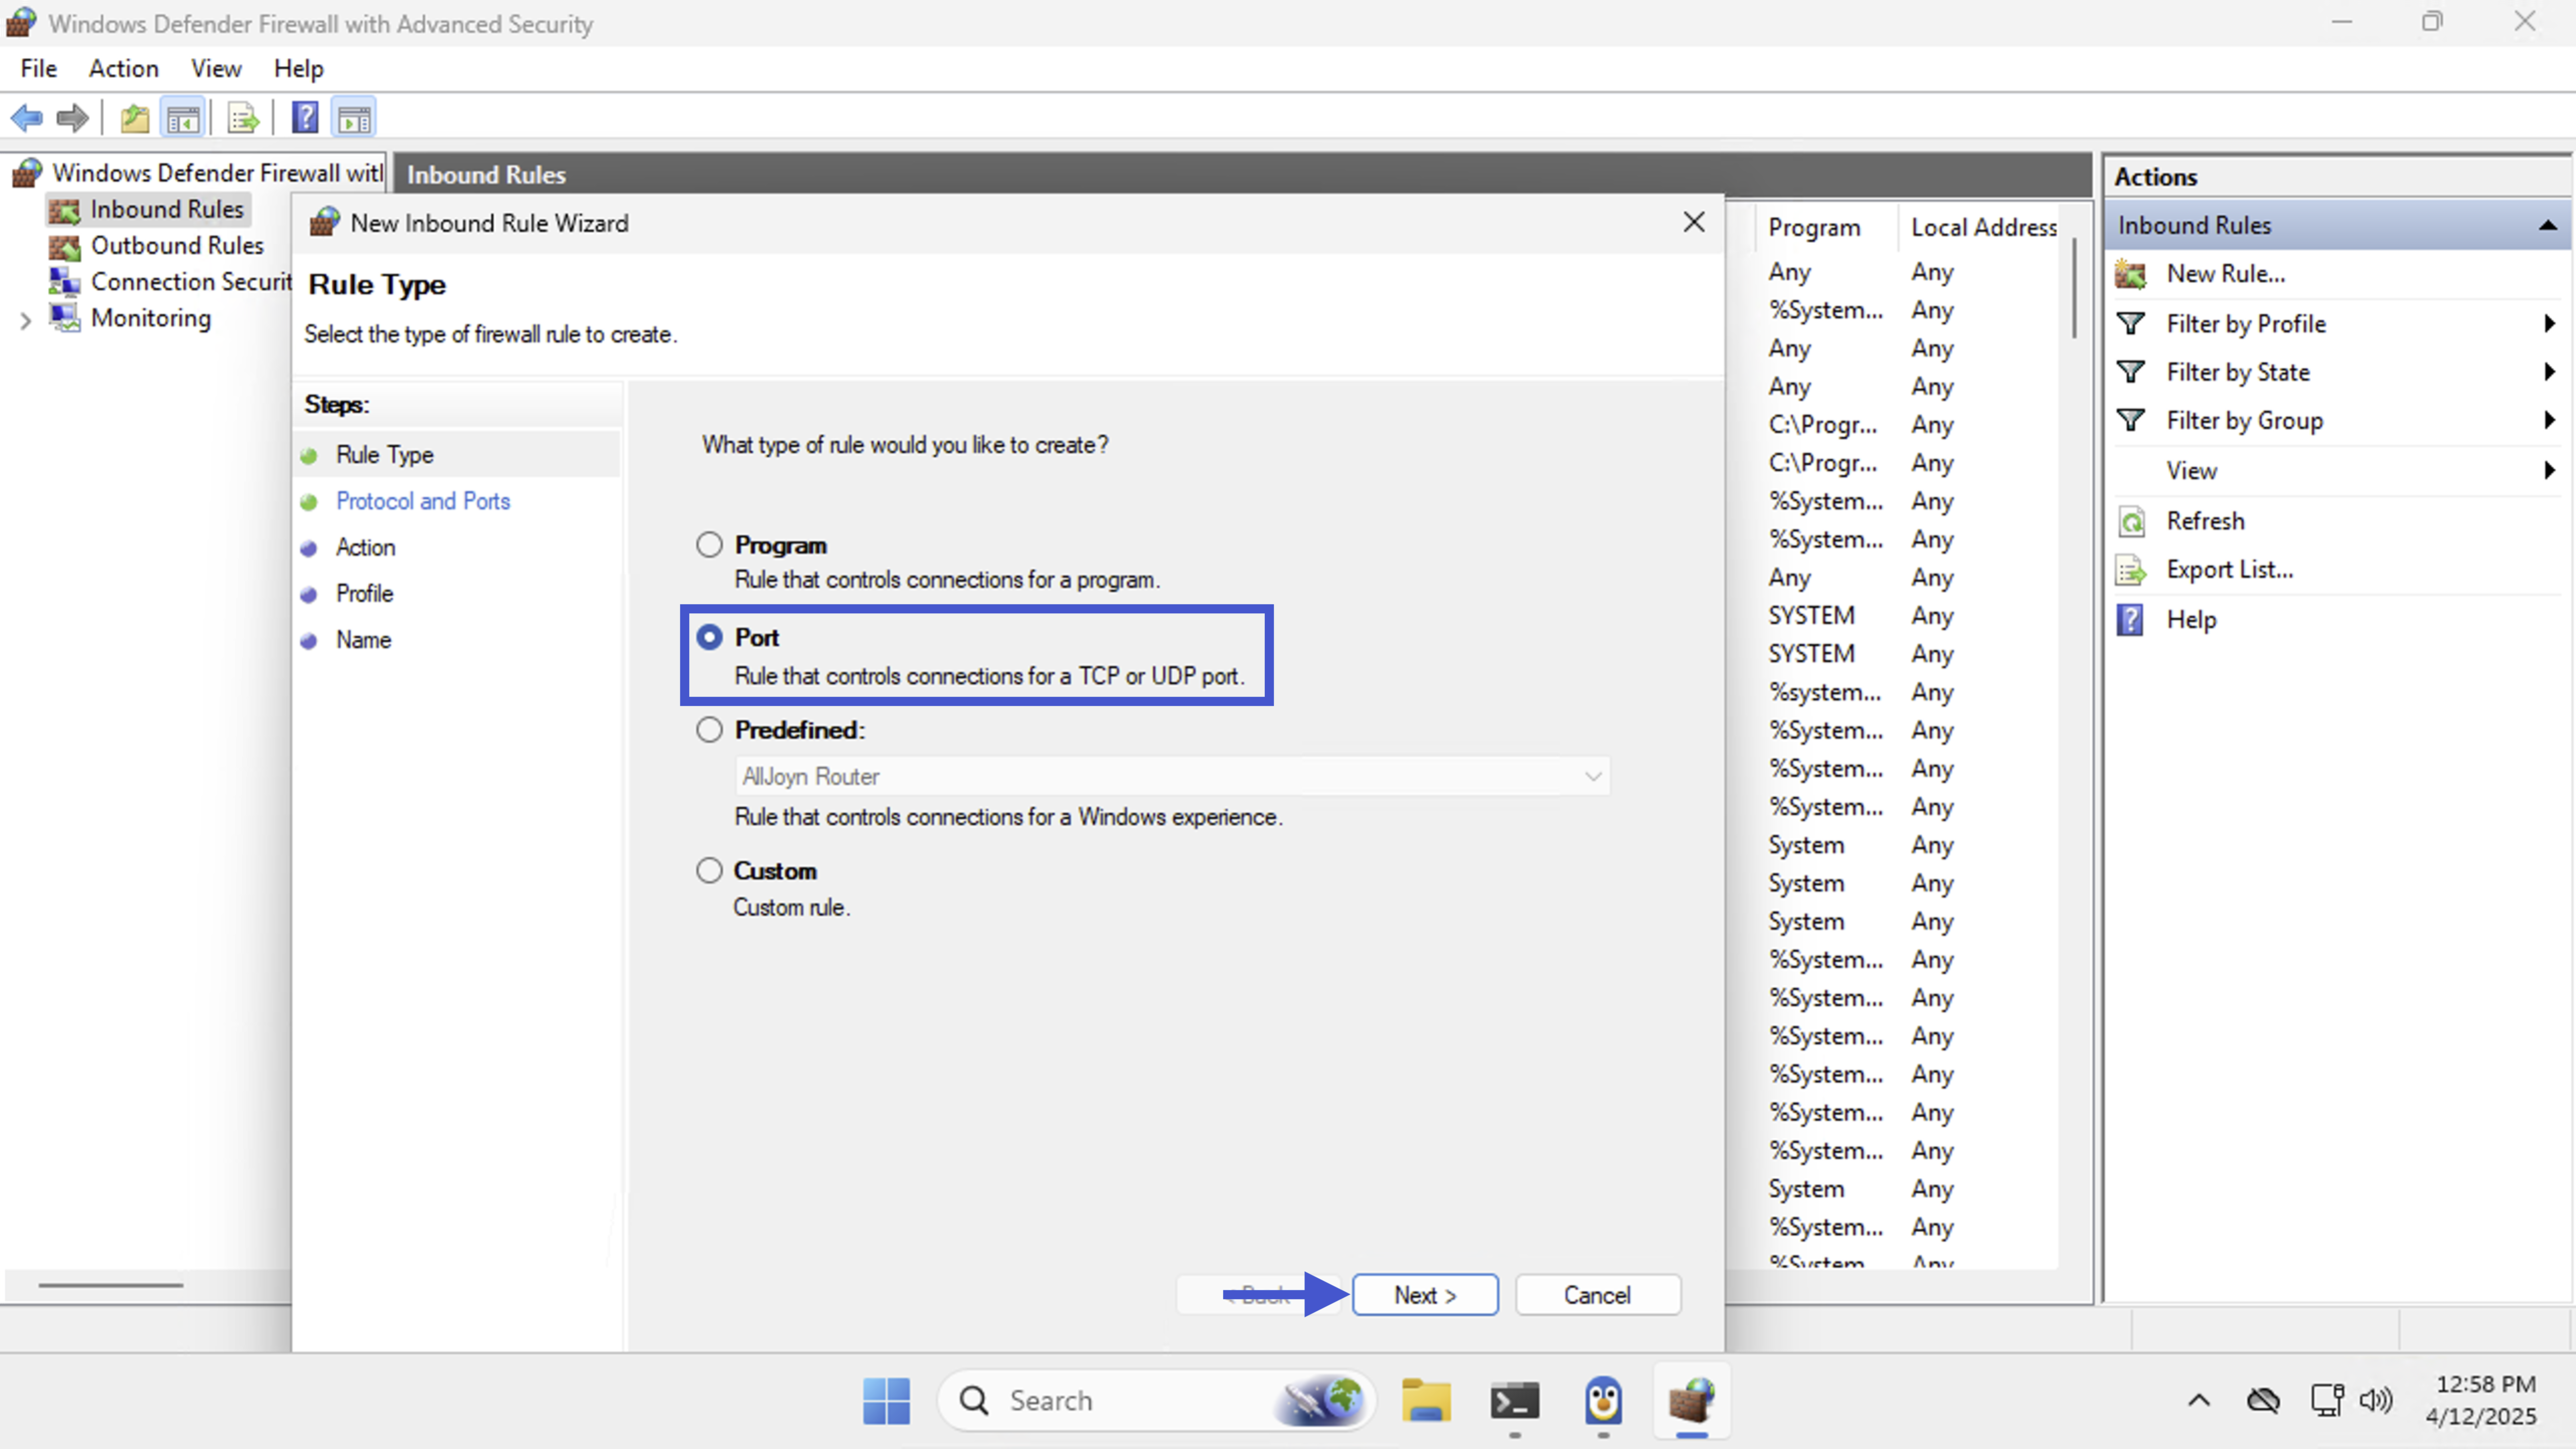 Windows Defender Firewall with Advanced Security
File Action View Help
Windows Defender Firewall witl
Inbound Rules
Outbound Rules
Connection Securit
Monitoring
Inbound Rules
New Inbound Rule Wizard
Rule Type
Select the type of firewall rule to create.
Steps:
Rule Type
Protocol and Ports
Action
Profile
Name
What type of rule would you like to create?
Program
Rule that controls connections for a program.
Port
Rule that controls connections for a TCP or UDP port.
Predefined:
AllJoyn Router
Rule that controls connections for a Windows experience.
Custom
Custom rule.
< Back
Next >
Cancel
Program Local Address
Any Any
%System... Any
Any Any
Any Any
C:\Progr... Any
C:\Progr... Any
%System... Any
%System... Any
Any Any
SYSTEM Any
SYSTEM Any
%system... Any
%System... Any
%System... Any
%System... Any
System Any
System Any
System Any
%System... Any
%System... Any
%System... Any
%System... Any
%System... Any
%System... Any
System Any
%System... Any
%System Any
Actions
Inbound Rules
New Rule...
Filter by Profile
Filter by State
Filter by Group
View
Refresh
Export List...
Help
Search
12:58 PM
4/12/2025